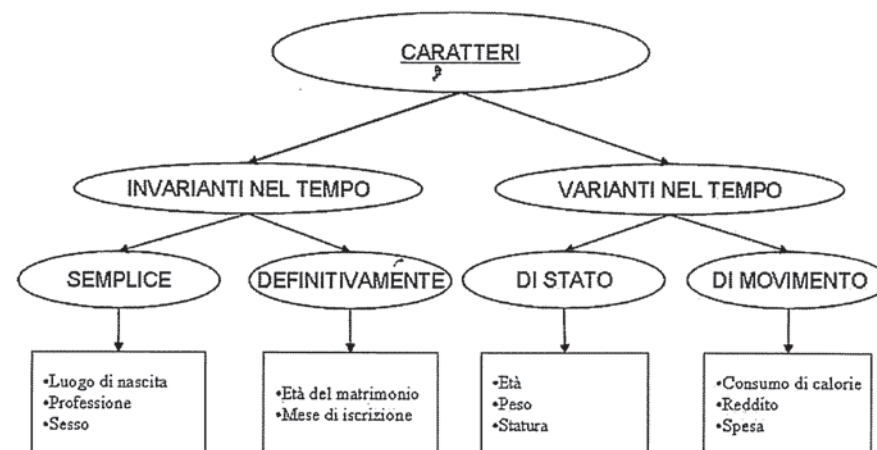 CARATTERI
INVARIANTI NEL TEMPO
VARIANTI NEL TEMPO
SEMPLICE
DEFINITIVAMENTE
DI STATO
DI MOVIMENTO
•Luogo di nascita
•Professione
•Sesso
•Età del matrimonio
•Mese di iscrizione
•Età
•Peso
•Statura
•Consumo di calorie
•Reddito
•Spesa